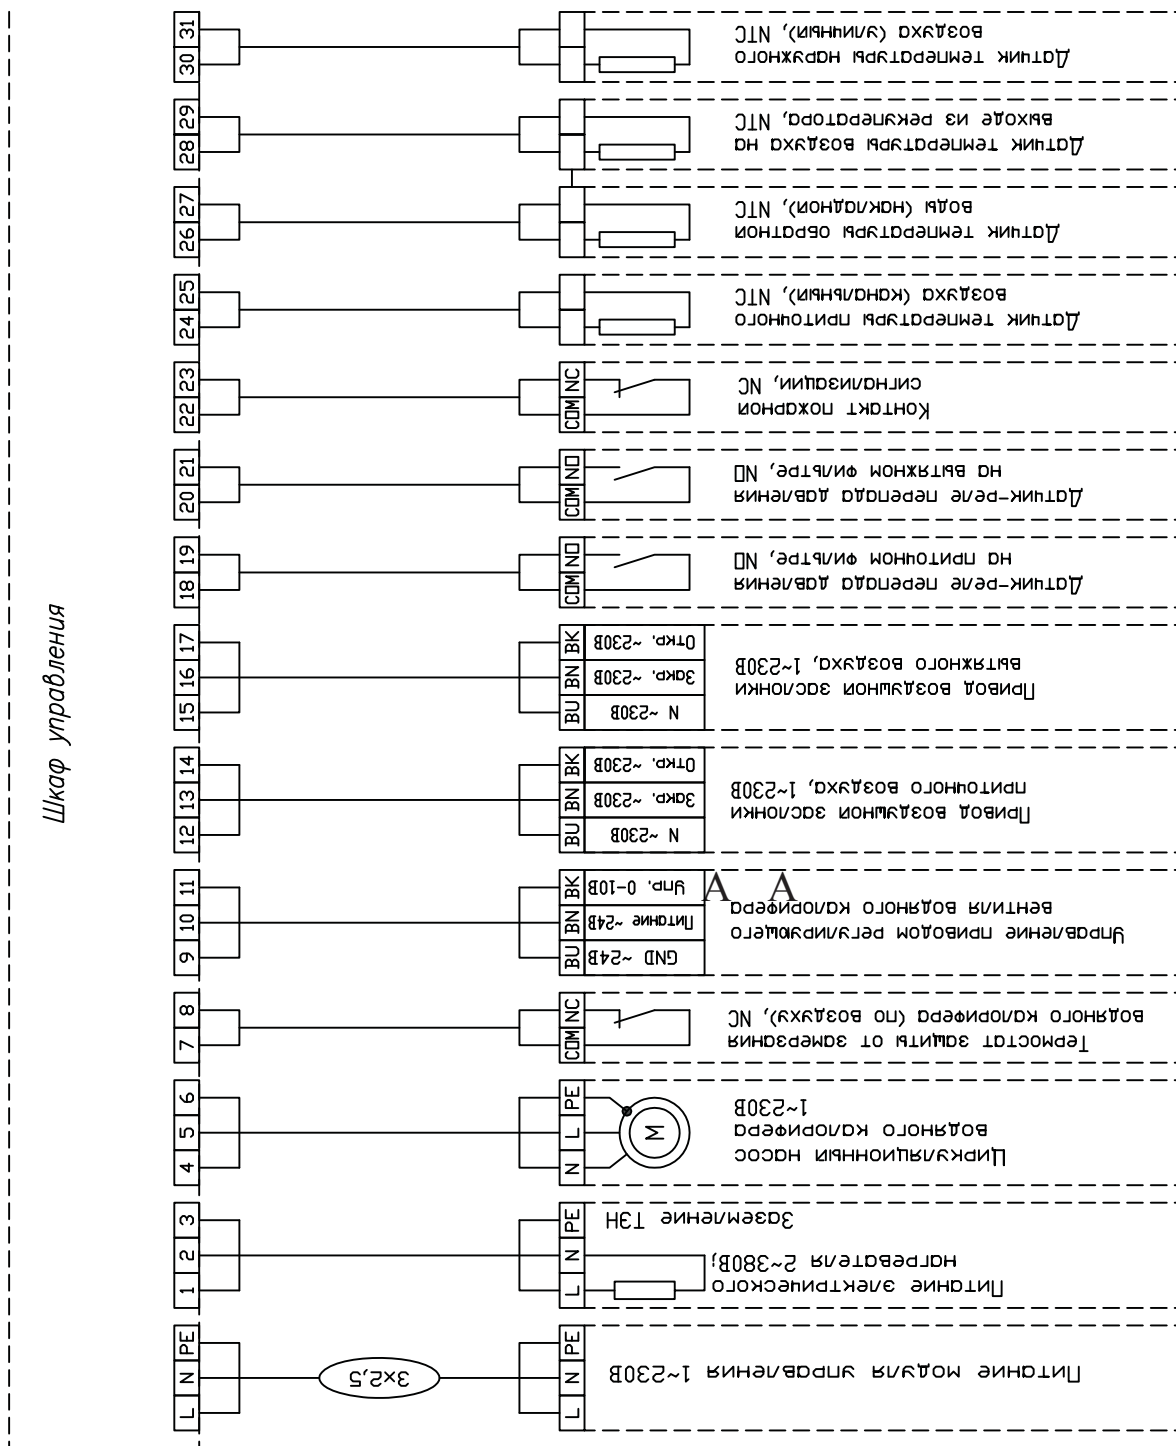 Шкаф управления
31
30
Датчик температуры наружного
воздуха (уличный), NTC
29
28
Датчик температуры воздуха на
выходе из рекуператора, NTC
27
26
Датчик температуры обратной
воды (накладной), NTC
25
24
Датчик температуры приточного
воздуха (канальный), NTC
23
22
NC
COM
Контакт пожарной
сигнализации, NC
21
20
NO
COM
Датчик-реле перепада давления
на вытяжном фильтре, NO
19
18
NO
COM
Датчик-реле перепада давления
на приточном фильтре, NO
17
16
15
BK Откр. ~230В
BN Закр. ~230В
BU N ~230В
Привод воздушной заслонки
вытяжного воздуха, 1~230В
14
13
12
BK Откр. ~230В
BN Закр. ~230В
BU N ~230В
Привод воздушной заслонки
приточного воздуха, 1~230В
11
10
9
BK Упр. 0-10В
BN Питание ~24В
BU GND ~24В
A A
Управление приводом регулирующего
вентиля водяного калорифера
8
7
NC
COM
Термостат защиты от замерзания
водяного калорифера (по воздуху), NC
6
5
4
PE
L
N
M
Циркуляционный насос
водяного калорифера
1~230В
3
2
1
PE
N
L
Питание электрического
нагревателя 2~380В;
Заземление ТЭН
PE
N
L
3x2,5
PE
N
L
Питание модуля управления 1~230В